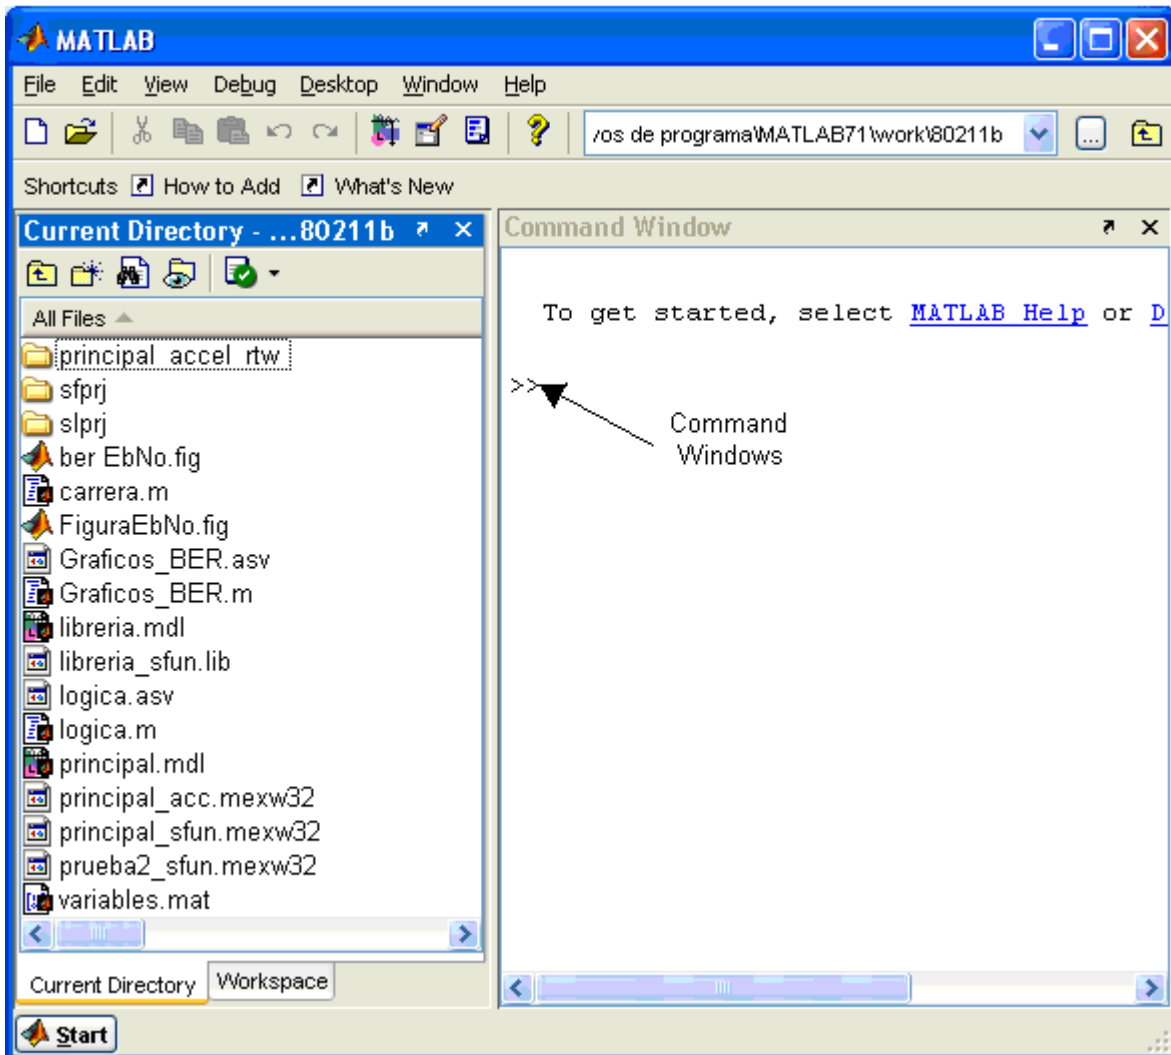 MATLAB
File Edit View Debug Desktop Window Help
vos de programa\MATLAB71\work\80211b ...
Shortcuts How to Add What's New
Current Directory - ...80211b
All Files
principal_accel_rtw
sfprj
slprj
ber EbNo.fig
carrera.m
FiguraEbNo.fig
Graficos_BER.asv
Graficos_BER.m
libreria.mdl
libreria_sfun.lib
logica.asv
logica.m
principal.mdl
principal_acc.mexw32
principal_sfun.mexw32
prueba2_sfun.mexw32
variables.mat
Current Directory Workspace
Command Window
To get started, select MATLAB Help or D
>>
Command
Windows
Start